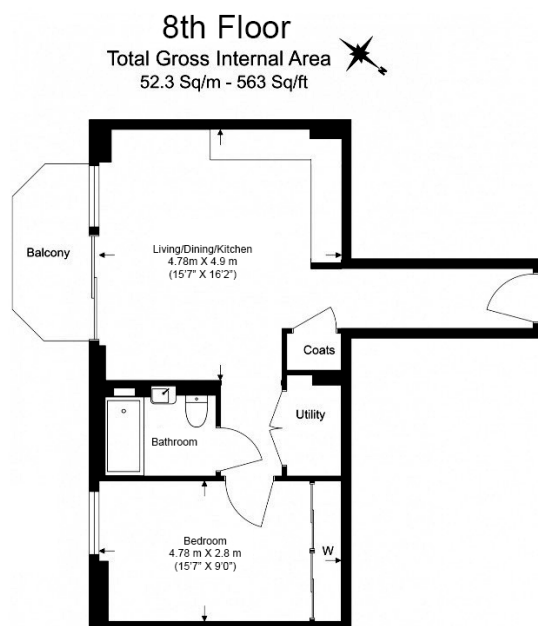 8th Floor
Total Gross Internal Area
52.3 Sq/m - 563 Sq/ft
N
Balcony
Living/Dining/Kitchen
4.78m X 4.9 m
(15'7" X 16'2")
Coats
Utility
Bathroom
Bedroom
4.78 m X 2.8 m
(15'7" X 9'0")
W